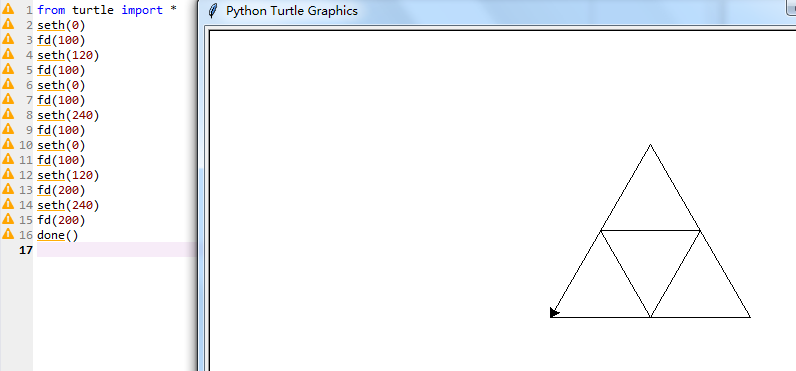 1 from turtle import *
2 seth(0)
3 fd(100)
4 seth(120)
5 fd(100)
6 seth(0)
7 fd(100)
8 seth(240)
9 fd(100)
10 seth(0)
11 fd(100)
12 seth(120)
13 fd(200)
14 seth(240)
15 fd(200)
16 done()
17
Python Turtle Graphics